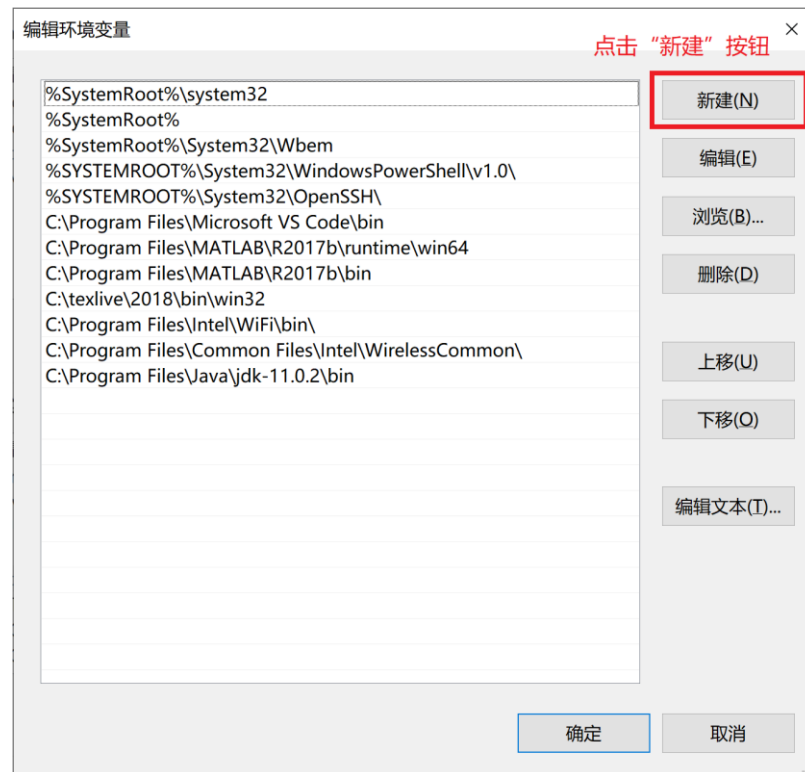 编辑环境变量
点击“新建”按钮
%SystemRoot%\system32
%SystemRoot%
%SystemRoot%\System32\Wbem
%SYSTEMROOT%\System32\WindowsPowerShell\v1.0\
%SYSTEMROOT%\System32\OpenSSH\
C:\Program Files\Microsoft VS Code\bin
C:\Program Files\MATLAB\R2017b\runtime\win64
C:\Program Files\MATLAB\R2017b\bin
C:\texlive\2018\bin\win32
C:\Program Files\Intel\WiFi\bin\
C:\Program Files\Common Files\Intel\WirelessCommon\
C:\Program Files\Java\jdk-11.0.2\bin
新建(N)
编辑(E)
浏览(B)...
删除(D)
上移(U)
下移(O)
编辑文本(T)...
确定
取消